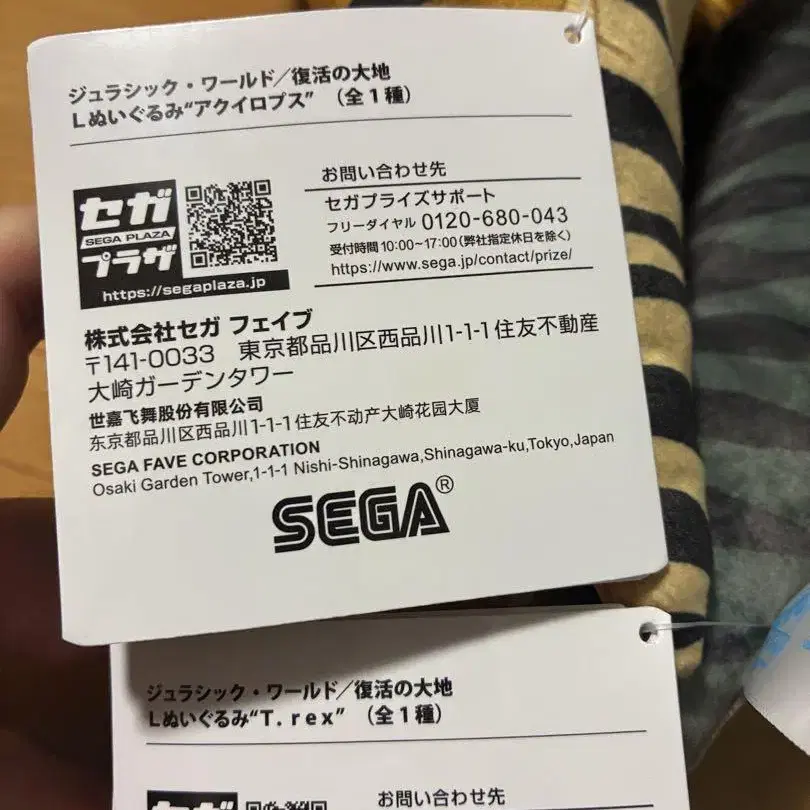 ジュラシック・ワールド/復活の大地
Lぬいぐるみ“アクイロプス” (全1種)
セガ
SEGA PLAZA
プラザ
https://segaplaza.jp
お問い合わせ先
セガプライズサポート
フリーダイヤル 0120-680-043
受付時間10:00~17:00(弊社指定休日を除く)
https://www.sega.jp/contact/prize/
株式会社セガ フェイブ
〒141-0033 東京都品川区西品川1-1-1住友不動産
大崎ガーデンタワー
世嘉飞舞股份有限公司
东京都品川区西品川1-1-1住友不动产大崎花园大厦
SEGA FAVE CORPORATION
Osaki Garden Tower,1-1-1 Nishi-Shinagawa,Shinagawa-ku,Tokyo,Japan
SEGA®
ジュラシック・ワールド/復活の大地
Lぬいぐるみ“T.rex” (全1種)
セガ
お問い合わせ先